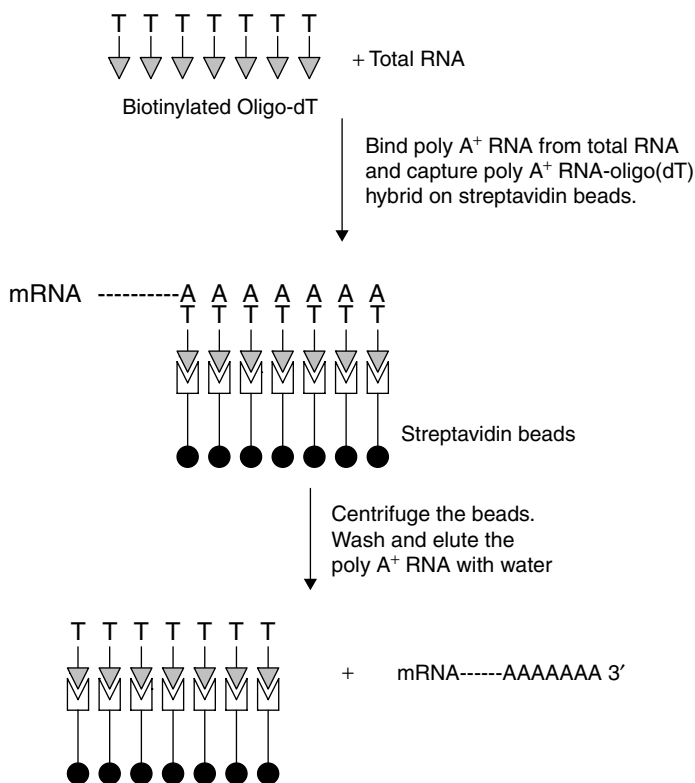 T T T T T T T
+ Total RNA
Biotinylated Oligo-dT
Bind poly A+ RNA from total RNA
and capture poly A+ RNA-oligo(dT)
hybrid on streptavidin beads.
mRNA ----------A A A A A A A
T T T T T T T
Streptavidin beads
Centrifuge the beads.
Wash and elute the
poly A+ RNA with water
T T T T T T T
+ mRNA------AAAAAAA 3′